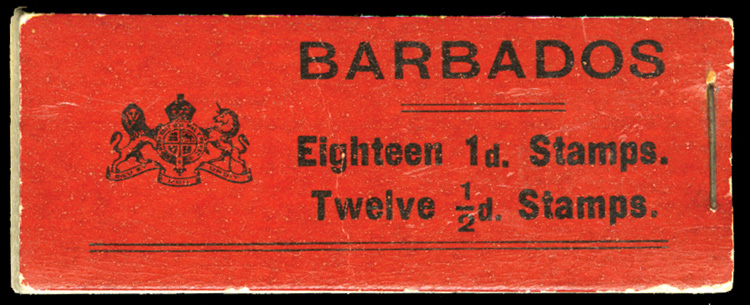 BARBADOS
Eighteen 1d. Stamps.
Twelve ½d. Stamps.